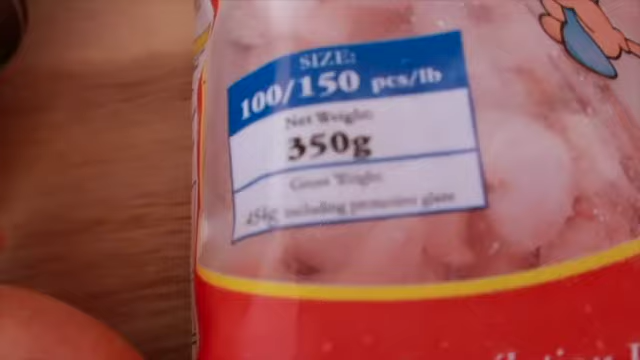 SIZE:
100/150 pcs/lb
Net Weight:
350g
Gross Weight:
454g including protective glaze